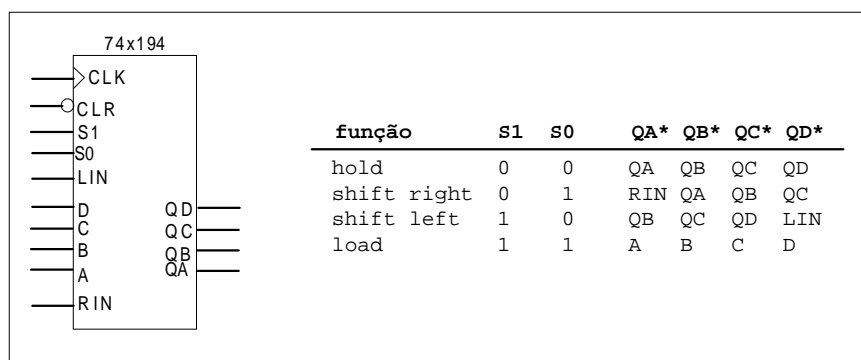 74x194
CLK
CLR
S1
S0
LIN
D
C
B
A
RIN
QD
QC
QB
QA
função S1 S0 QA* QB* QC* QD*
hold 0 0 QA QB QC QD
shift right 0 1 RIN QA QB QC
shift left 1 0 QB QC QD LIN
load 1 1 A B C D